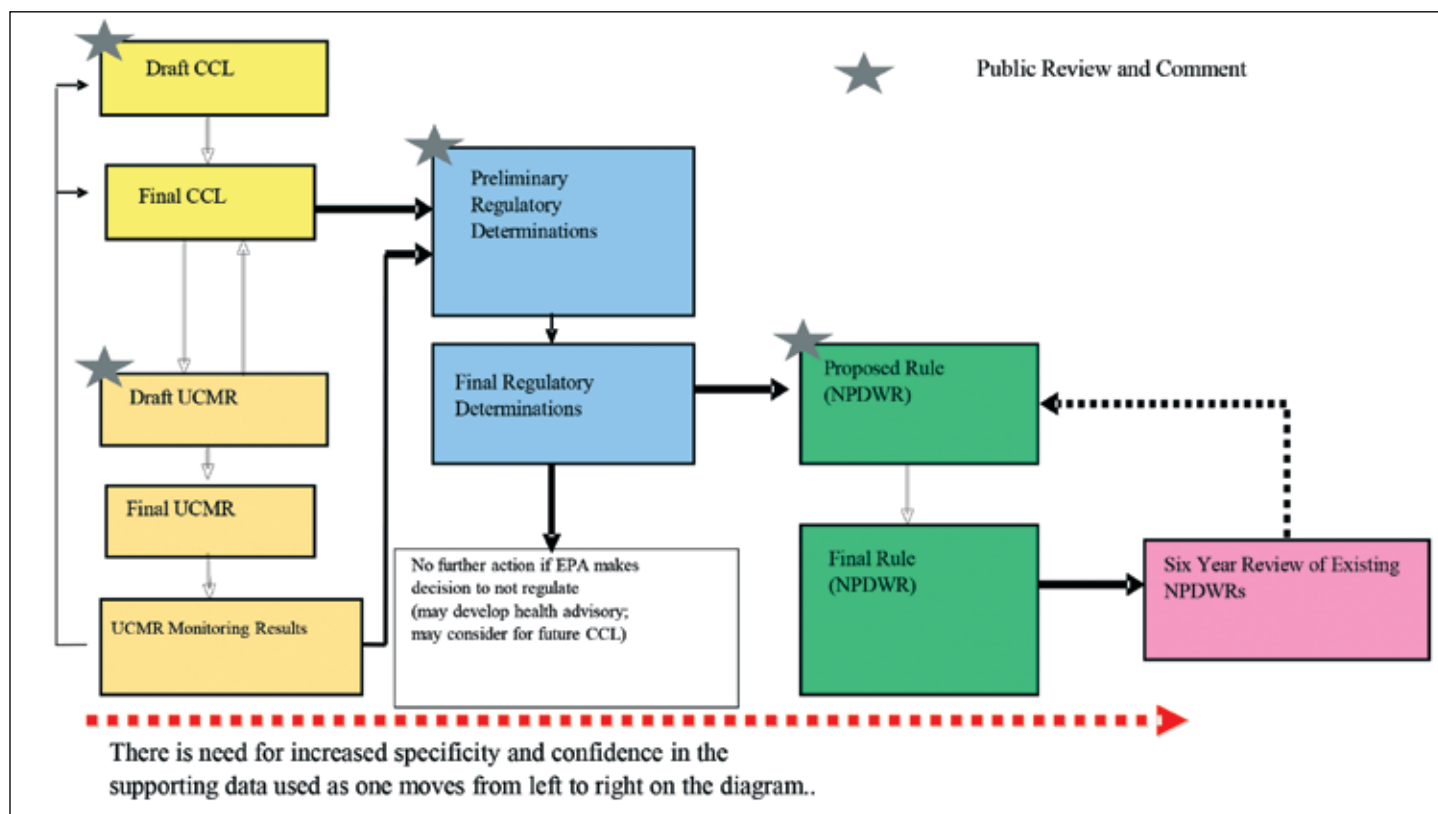 Draft CCL
Public Review and Comment
Final CCL
Preliminary
Regulatory
Determinations
Draft UCMR
Final Regulatory
Determinations
Proposed Rule
(NPDWR)
Final UCMR
UCMR Monitoring Results
No further action if EPA makes
decision to not regulate
(may develop health advisory;
may consider for future CCL)
Final Rule
(NPDWR)
Six Year Review of Existing
NPDWRs
There is need for increased specificity and confidence in the
supporting data used as one moves from left to right on the diagram..